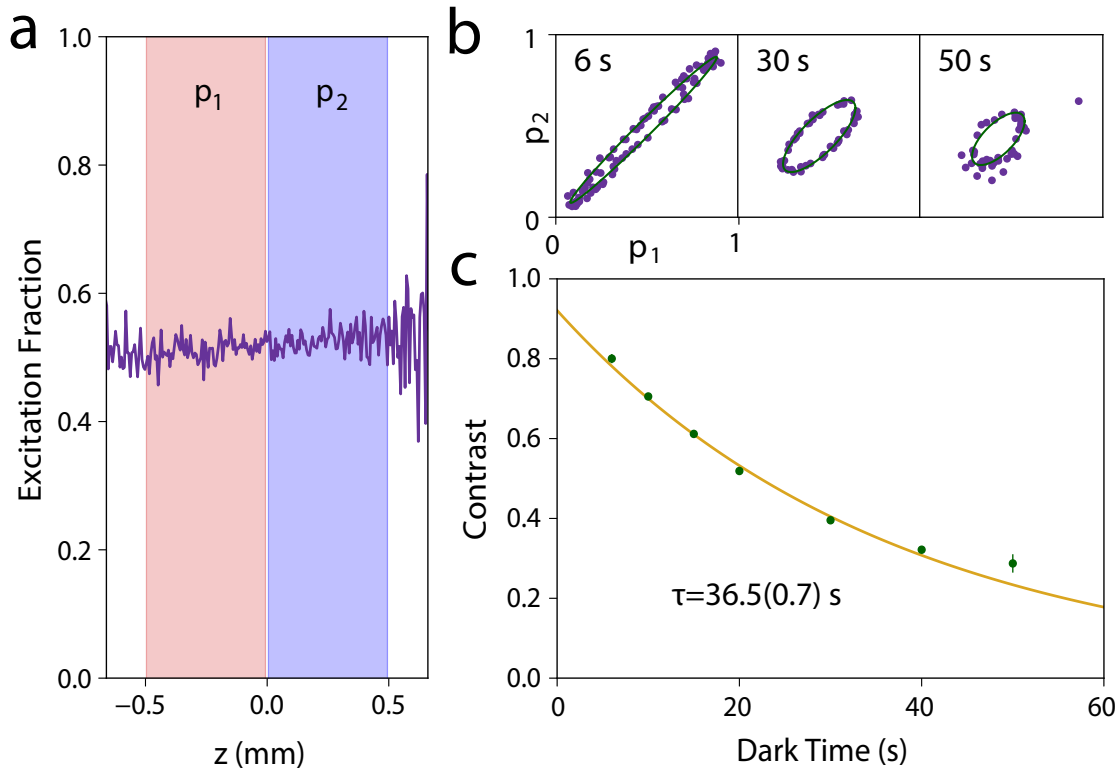 a
1.0
0.8
0.6
0.4
0.2
0.0
Excitation Fraction
p1
p2
−0.5
0.0
0.5
z (mm)
b
1
0
p2
6 s
30 s
50 s
0
1
p1
c
1.0
0.8
0.6
0.4
0.2
0.0
Contrast
τ=36.5(0.7) s
0
20
40
60
Dark Time (s)